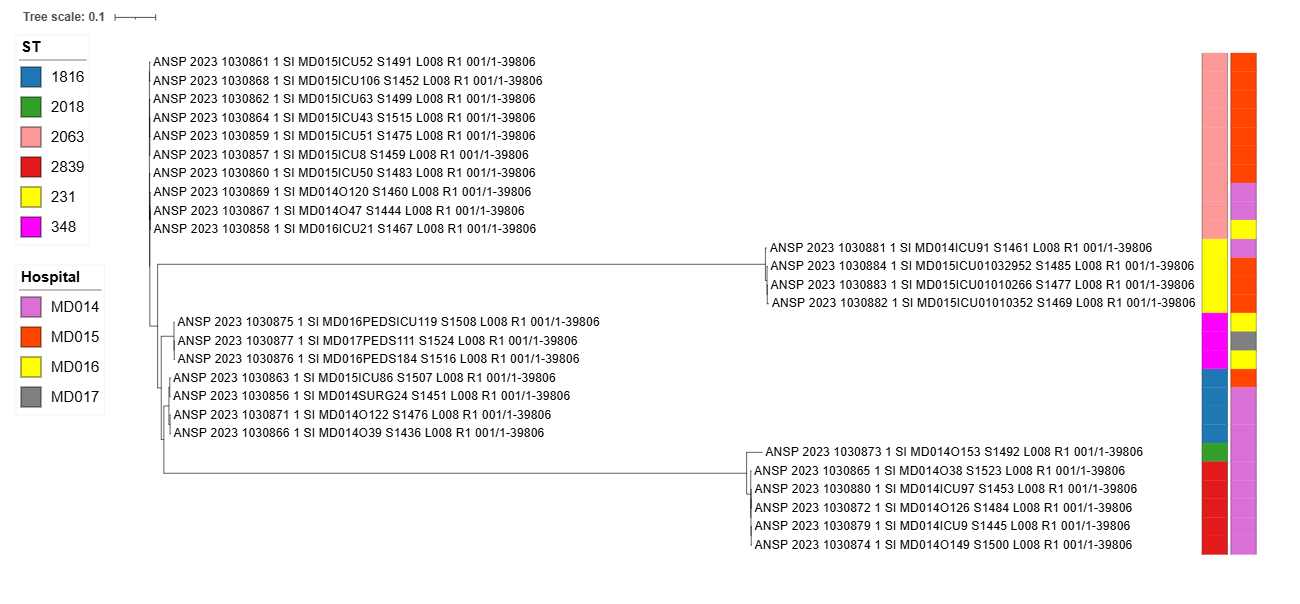 Tree scale: 0.1
ST
1816
2018
2063
2839
231
348
Hospital
MD014
MD015
MD016
MD017
ANSP 2023 1030861 1 SI MD015ICU52 S1491 L008 R1 001/1-39806
ANSP 2023 1030868 1 SI MD015ICU106 S1452 L008 R1 001/1-39806
ANSP 2023 1030862 1 SI MD015ICU63 S1499 L008 R1 001/1-39806
ANSP 2023 1030864 1 SI MD015ICU43 S1515 L008 R1 001/1-39806
ANSP 2023 1030859 1 SI MD015ICU51 S1475 L008 R1 001/1-39806
ANSP 2023 1030857 1 SI MD015ICU8 S1459 L008 R1 001/1-39806
ANSP 2023 1030860 1 SI MD015ICU50 S1483 L008 R1 001/1-39806
ANSP 2023 1030869 1 SI MD014O120 S1460 L008 R1 001/1-39806
ANSP 2023 1030867 1 SI MD014O47 S1444 L008 R1 001/1-39806
ANSP 2023 1030858 1 SI MD016ICU21 S1467 L008 R1 001/1-39806
ANSP 2023 1030881 1 SI MD014ICU91 S1461 L008 R1 001/1-39806
ANSP 2023 1030884 1 SI MD015ICU01032952 S1485 L008 R1 001/1-39806
ANSP 2023 1030883 1 SI MD015ICU01010266 S1477 L008 R1 001/1-39806
ANSP 2023 1030882 1 SI MD015ICU01010352 S1469 L008 R1 001/1-39806
ANSP 2023 1030875 1 SI MD016PEDSICU119 S1508 L008 R1 001/1-39806
ANSP 2023 1030877 1 SI MD017PEDS111 S1524 L008 R1 001/1-39806
ANSP 2023 1030876 1 SI MD016PEDS184 S1516 L008 R1 001/1-39806
ANSP 2023 1030863 1 SI MD015ICU86 S1507 L008 R1 001/1-39806
ANSP 2023 1030856 1 SI MD014SURG24 S1451 L008 R1 001/1-39806
ANSP 2023 1030871 1 SI MD014O122 S1476 L008 R1 001/1-39806
ANSP 2023 1030866 1 SI MD014O39 S1436 L008 R1 001/1-39806
ANSP 2023 1030873 1 SI MD014O153 S1492 L008 R1 001/1-39806
ANSP 2023 1030865 1 SI MD014O38 S1523 L008 R1 001/1-39806
ANSP 2023 1030880 1 SI MD014ICU97 S1453 L008 R1 001/1-39806
ANSP 2023 1030872 1 SI MD014O126 S1484 L008 R1 001/1-39806
ANSP 2023 1030879 1 SI MD014ICU9 S1445 L008 R1 001/1-39806
ANSP 2023 1030874 1 SI MD014O149 S1500 L008 R1 001/1-39806